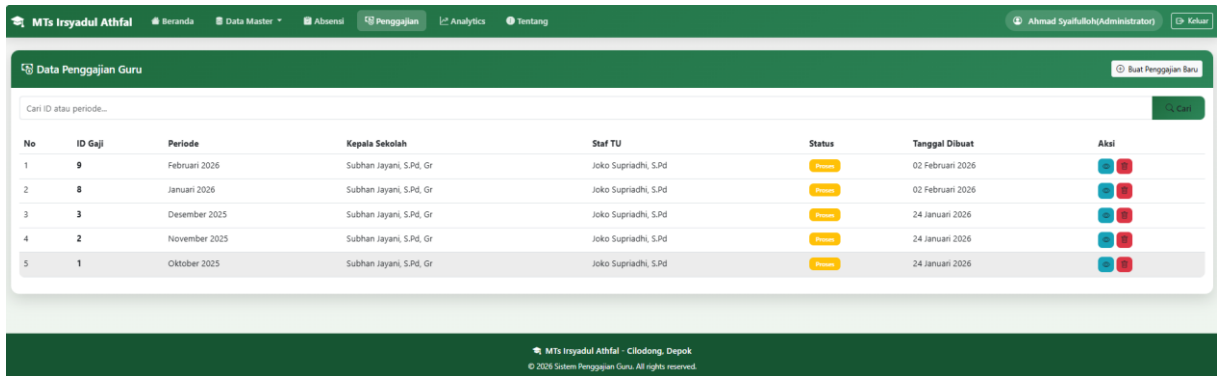 MTs Irsyadul Athfal Beranda Data Master Absensi Penggajian Analytics Tentang Ahmad Syaifulloh(Administrator) Keluar
Data Penggajian Guru Buat Penggajian Baru
Cari ID atau periode... Cari
No ID Gaji Periode Kepala Sekolah Staf TU Status Tanggal Dibuat Aksi
1 9 Februari 2026 Subhan Jayani, S.Pd, Gr Joko Supriadhi, S.Pd Proses 02 Februari 2026
2 8 Januari 2026 Subhan Jayani, S.Pd, Gr Joko Supriadhi, S.Pd Proses 02 Februari 2026
3 3 Desember 2025 Subhan Jayani, S.Pd, Gr Joko Supriadhi, S.Pd Proses 24 Januari 2026
4 2 November 2025 Subhan Jayani, S.Pd, Gr Joko Supriadhi, S.Pd Proses 24 Januari 2026
5 1 Oktober 2025 Subhan Jayani, S.Pd, Gr Joko Supriadhi, S.Pd Proses 24 Januari 2026
MTs Irsyadul Athfal - Cilodong, Depok
© 2026 Sistem Penggajian Guru. All rights reserved.